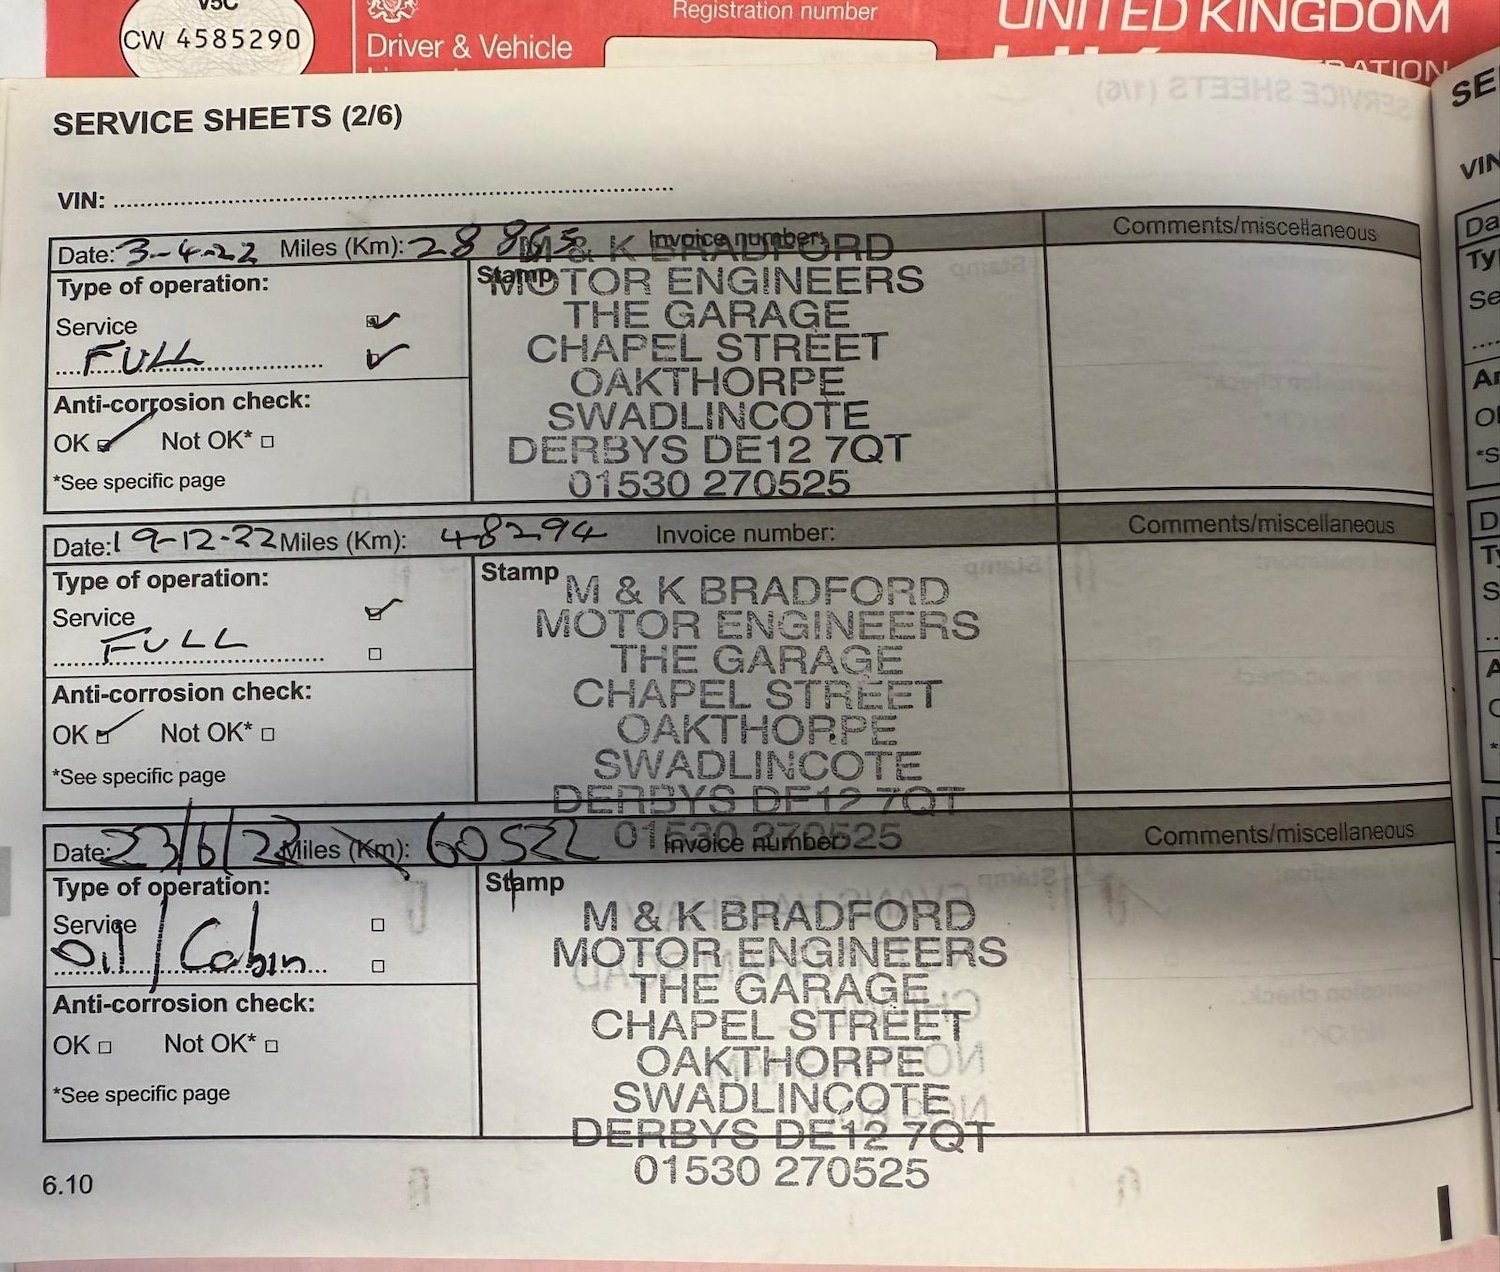 V5C
CW 4585290
Driver & Vehicle
Registration number
UNITED KINGDOM
SERVICE SHEETS (2/6)
VIN:
Date: 3-4-22 Miles (Km): 28 865 Invoice number:
Comments/miscellaneous
Type of operation:
Service
FULL
Anti-corrosion check:
OK Not OK*
*See specific page
Stamp
M & K BRADFORD
MOTOR ENGINEERS
THE GARAGE
CHAPEL STREET
OAKTHORPE
SWADLINCOTE
DERBYS DE12 7QT
01530 270525
Date: 19-12-22 Miles (Km): 48294 Invoice number:
Comments/miscellaneous
Type of operation:
Service
FULL
Anti-corrosion check:
OK Not OK*
*See specific page
Stamp
M & K BRADFORD
MOTOR ENGINEERS
THE GARAGE
CHAPEL STREET
OAKTHORPE
SWADLINCOTE
DERBYS DE12 7QT
01530 270525
Date: Miles (Km): 60522 Invoice number:
Comments/miscellaneous
Type of operation:
Service
Oil / Cabin
Anti-corrosion check:
OK Not OK*
*See specific page
Stamp
M & K BRADFORD
MOTOR ENGINEERS
THE GARAGE
CHAPEL STREET
OAKTHORPE
SWADLINCOTE
DERBYS DE12 7QT
01530 270525
6.10